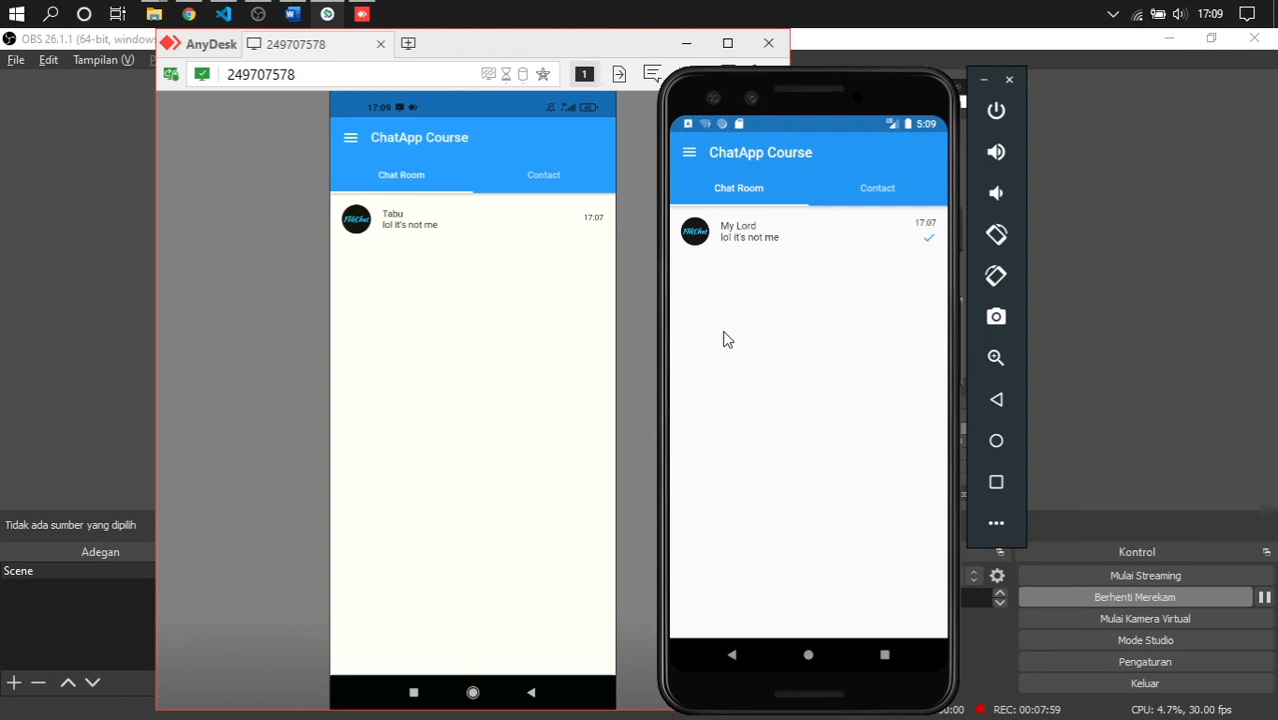 17:09
OBS 26.1.1 (64-bit, windows
File Edit Tampilan (V)
AnyDesk
249707578
249707578
1
17:09
ChatApp Course
Chat Room Contact
Tabu
lol it's not me
17.07
5:09
ChatApp Course
Chat Room Contact
My Lord
lol it's not me
17.07
Tidak ada sumber yang dipilih
Adegan
Scene
Kontrol
Mulai Streaming
Berhenti Merekam
Mulai Kamera Virtual
Mode Studio
Pengaturan
Keluar
00:00
REC: 00:07:59
CPU: 4.7%, 30.00 fps